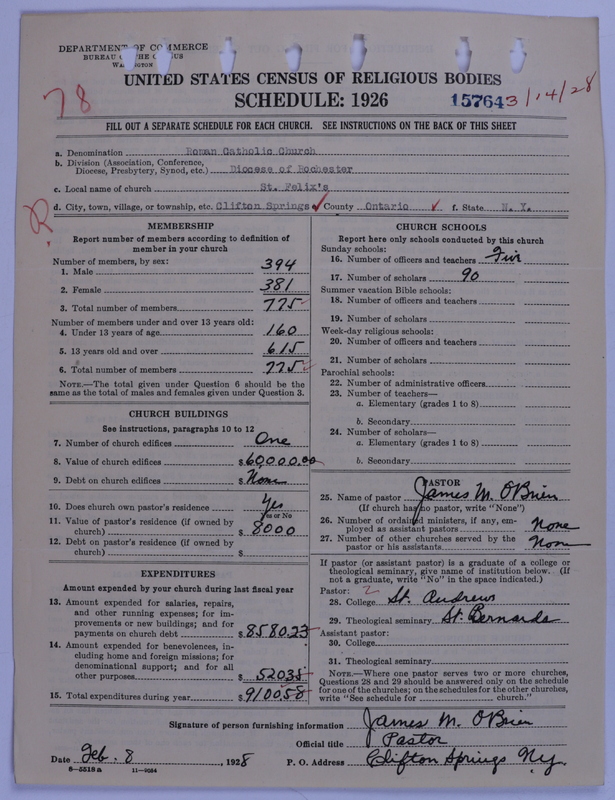 DEPARTMENT OF COMMERCE
BUREAU OF THE CENSUS
WASHINGTON
UNITED STATES CENSUS OF RELIGIOUS BODIES
SCHEDULE: 1926
78
157643/14/28
FILL OUT A SEPARATE SCHEDULE FOR EACH CHURCH. SEE INSTRUCTIONS ON THE BACK OF THIS SHEET
a. Denomination Roman Catholic Church
b. Division (Association, Conference,
Diocese, Presbytery, Synod, etc.) Diocese of Rochester
c. Local name of church St. Felix's
d. City, town, village, or township, etc. Clifton Springs e. County Ontario f. State N. Y.
R
MEMBERSHIP
Report number of members according to definition of
member in your church
Number of members, by sex:
1. Male 394
2. Female 381
3. Total number of members 775
Number of members under and over 13 years old:
4. Under 13 years of age 160
5. 13 years old and over 615
6. Total number of members 775
NOTE.—The total given under Question 6 should be the
same as the total of males and females given under Question 3.
CHURCH BUILDINGS
See instructions, paragraphs 10 to 12
7. Number of church edifices One
8. Value of church edifices $60000.00
9. Debt on church edifices $None
10. Does church own pastor's residence Yes
Yes or No
11. Value of pastor's residence (if owned by
church) $8000
12. Debt on pastor's residence (if owned by
church) $
EXPENDITURES
Amount expended by your church during last fiscal year
13. Amount expended for salaries, repairs,
and other running expenses; for im-
provements or new buildings; and for
payments on church debt $858023
14. Amount expended for benevolences, in-
cluding home and foreign missions; for
denominational support; and for all
other purposes $52035
15. Total expenditures during year $910058
CHURCH SCHOOLS
Report here only schools conducted by this church
Sunday schools:
16. Number of officers and teachers Five
17. Number of scholars 90
Summer vacation Bible schools:
18. Number of officers and teachers
19. Number of scholars
Week-day religious schools:
20. Number of officers and teachers
21. Number of scholars
Parochial schools:
22. Number of administrative officers
23. Number of teachers—
a. Elementary (grades 1 to 8)
b. Secondary
24. Number of scholars—
a. Elementary (grades 1 to 8)
b. Secondary
PASTOR
25. Name of pastor James M. O'Brien
(If church has no pastor, write "None")
26. Number of ordained ministers, if any, em-
ployed as assistant pastors None
27. Number of other churches served by the
pastor or his assistants None
If pastor (or assistant pastor) is a graduate of a college or
theological seminary, give name of institution below. (If
not a graduate, write "No" in the space indicated.)
Pastor: 2
28. College St. Andrews
29. Theological seminary St. Bernards
Assistant pastor:
30. College
31. Theological seminary
NOTE.—Where one pastor serves two or more churches,
Questions 28 and 29 should be answered only on the schedule
for one of the churches; on the schedules for the other churches,
write "See schedule for church."
Signature of person furnishing information James M. O'Brien
Official title Pastor
Date Feb. 8, 1928 P. O. Address Clifton Springs N.y.
8—5518 a 11—9034